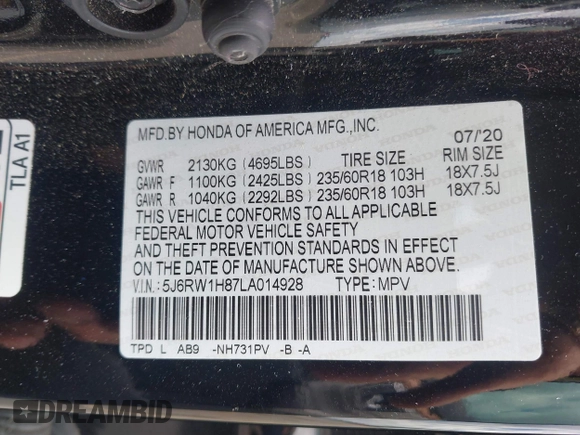 TLA A1
MFD.BY HONDA OF AMERICA MFG.,INC. 07/'20
GVWR 2130KG (4695LBS) TIRE SIZE RIM SIZE
GAWR F 1100KG (2425LBS) 235/60R18 103H 18X7.5J
GAWR R 1040KG (2292LBS) 235/60R18 103H 18X7.5J
THIS VEHICLE CONFORMS TO ALL APPLICABLE
FEDERAL MOTOR VEHICLE SAFETY
AND THEFT PREVENTION STANDARDS IN EFFECT
ON THE DATE OF MANUFACTURE SHOWN ABOVE.
V.I.N.: 5J6RW1H87LA014928 TYPE: MPV
TPD L AB9 -NH731PV -B -A
DREAMBID